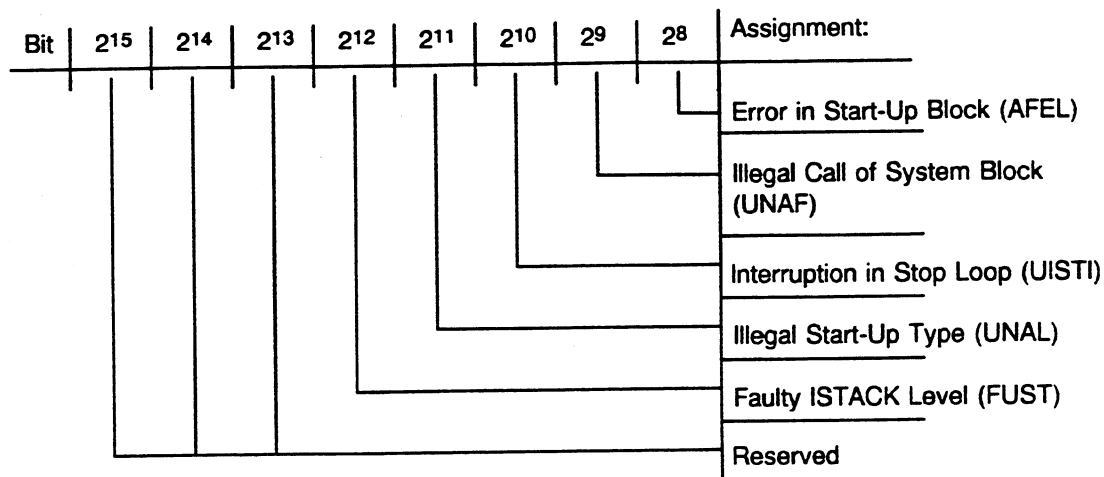 Bit 2¹⁵ 2¹⁴ 2¹³ 2¹² 2¹¹ 2¹⁰ 2⁹ 2⁸ Assignment:
Error in Start-Up Block (AFEL)
Illegal Call of System Block
(UNAF)
Interruption in Stop Loop (UISTI)
Illegal Start-Up Type (UNAL)
Faulty ISTACK Level (FUST)
Reserved